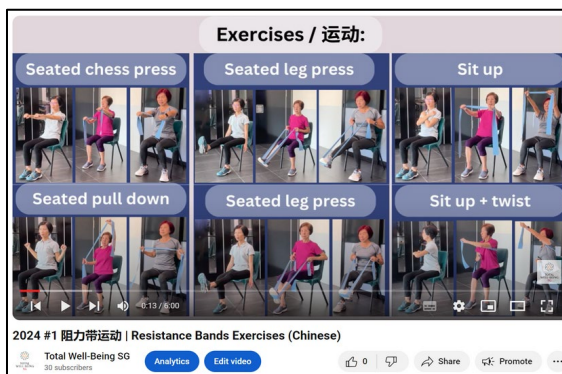 Exercises / 运动:
Seated chess press
Seated leg press
Sit up
Seated pull down
Seated leg press
Sit up + twist
0:13 / 6:00
2024 #1 阻力带运动 | Resistance Bands Exercises (Chinese)
Total Well-Being SG
30 subscribers
Analytics
Edit video
0
Share
Promote